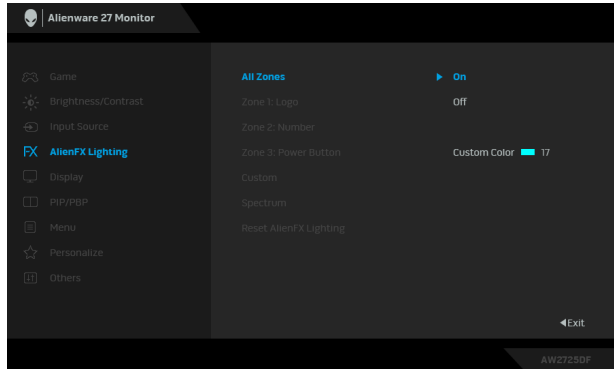 Alienware 27 Monitor
Game
All Zones
On
Brightness/Contrast
Zone 1: Logo
Off
Input Source
Zone 2: Number
FX AlienFX Lighting
Zone 3: Power Button
Custom Color 17
Display
Custom
PIP/PBP
Spectrum
Menu
Reset AlienFX Lighting
Personalize
Others
Exit
AW2725DF